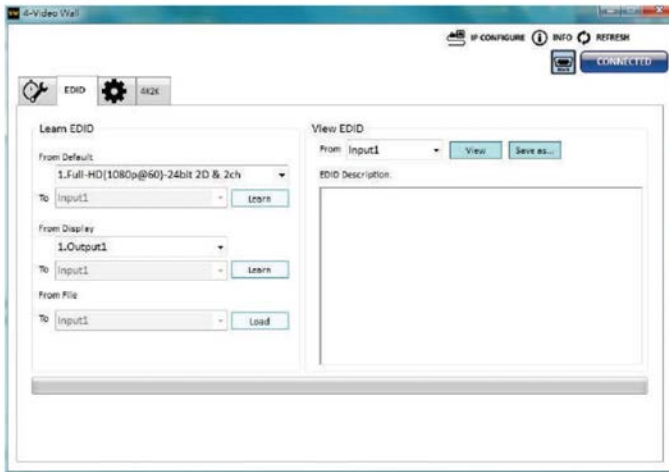 4-Video Wall
IP CONFIGURE INFO REFRESH
CONNECTED
EDID 4K2K
Learn EDID
From Default
1.Full-HD(1080p@60)-24bit 2D & 2ch
To Input1 Learn
From Display
1.Output1
To Input1 Learn
From File
To Input1 Load
View EDID
From Input1 View Save as...
EDID Description